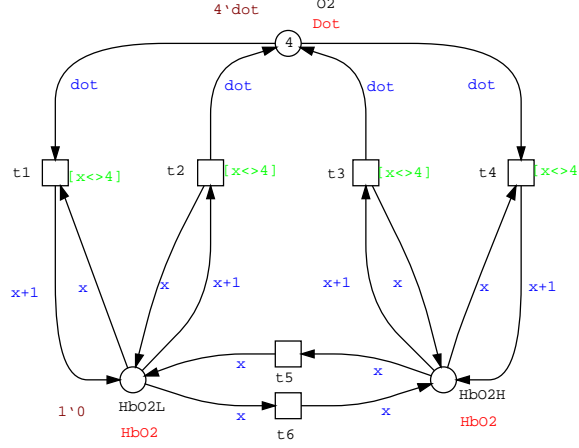 O2
4`dot
Dot
4
dot
dot
dot
dot
t1
[x<>4]
t2
[x<>4]
t3
[x<>4]
t4
[x<>4
x+1
x
x
x+1
x+1
x
x
x+1
x
t5
x
HbO2L
HbO2H
1`0
x
x
HbO2
HbO2
t6